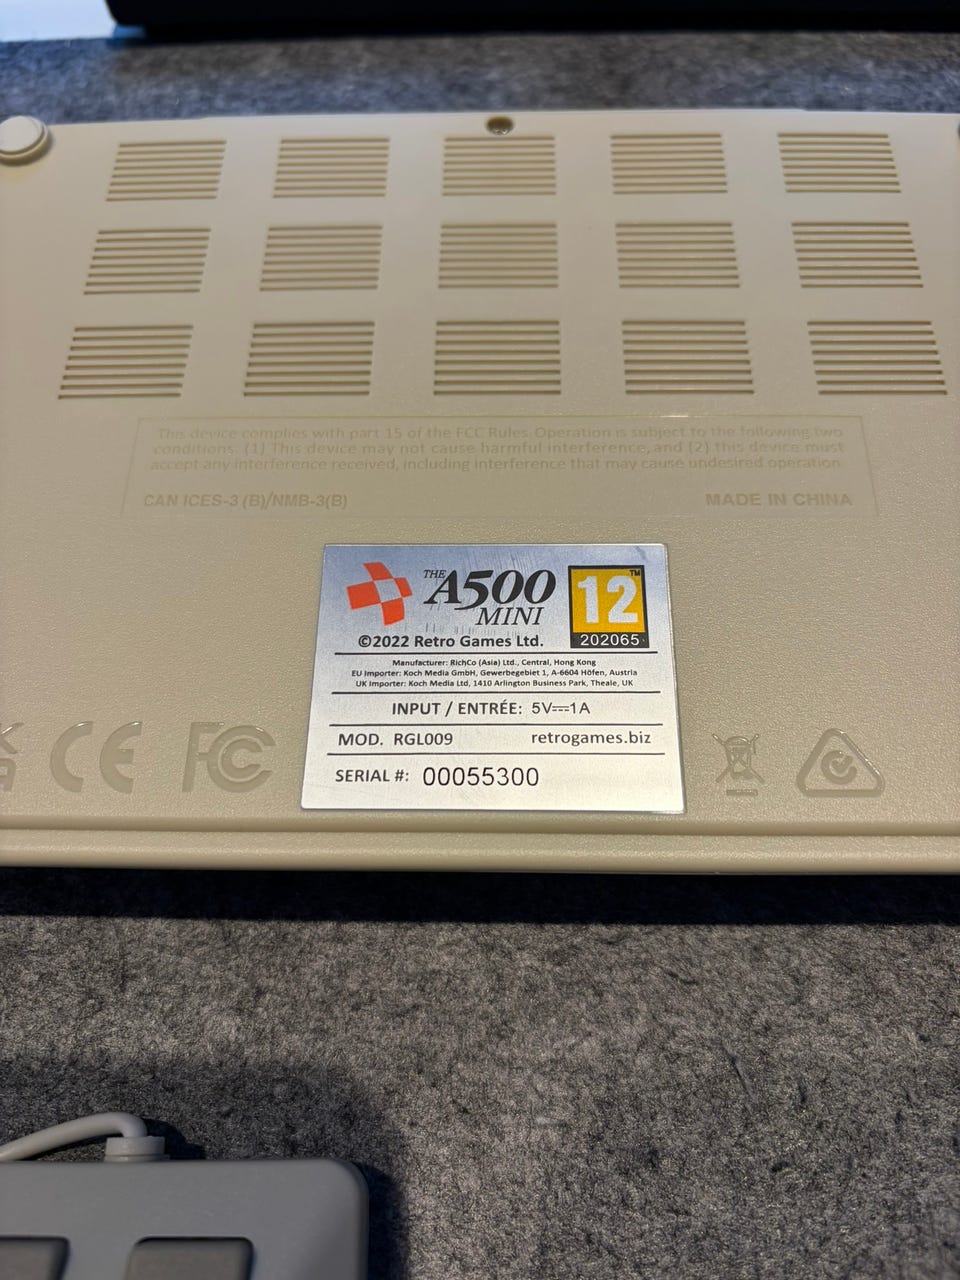 This device complies with part 15 of the FCC Rules. Operation is subject to the following two
conditions. (1) This device may not cause harmful interference, and (2) this device must
accept any interference received, including interference that may cause undesired operation.
CAN ICES-3 (B)/NMB-3(B)
MADE IN CHINA
THE A500
MINI
©2022 Retro Games Ltd.
12™
202065
Manufacturer: RichCo (Asia) Ltd., Central, Hong Kong
EU Importer: Koch Media GmbH, Gewerbegebiet 1, A-6604 Höfen, Austria
UK Importer: Koch Media Ltd, 1410 Arlington Business Park, Theale, UK
INPUT / ENTRÉE: 5V⎓1A
MOD. RGL009
retrogames.biz
SERIAL #: 00055300
CE
FC